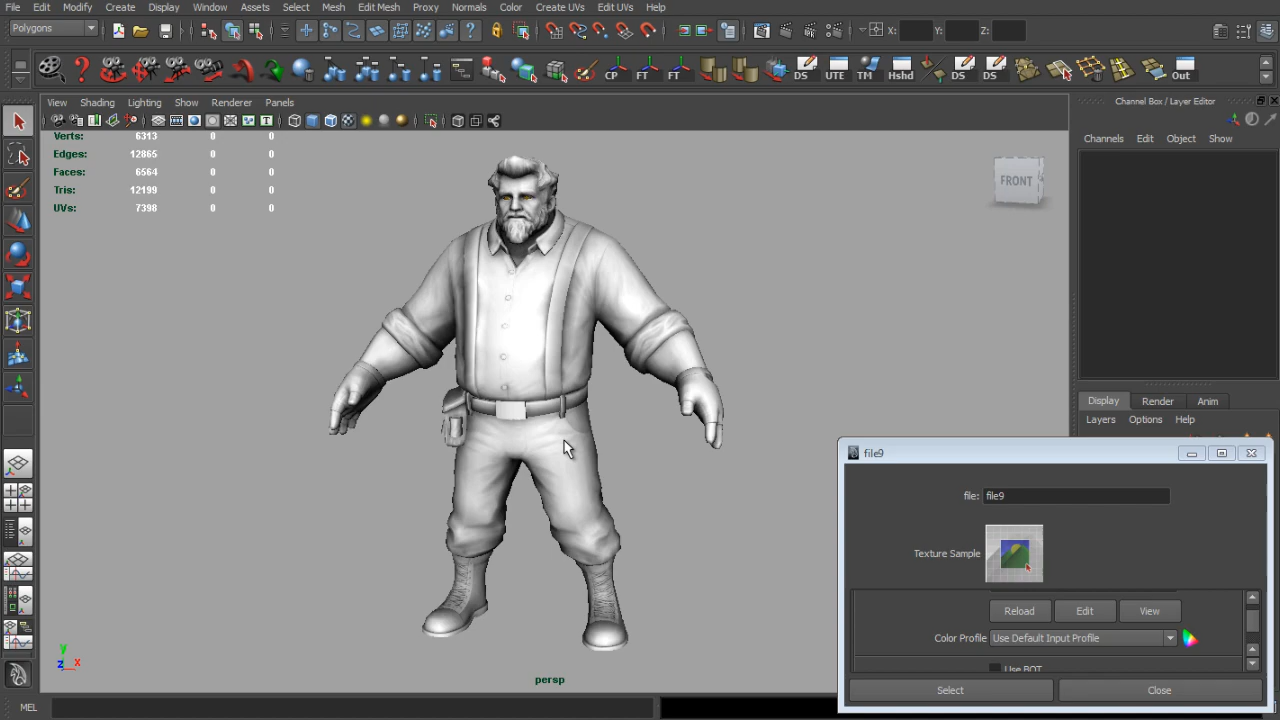 File Edit Modify Create Display Window Assets Select Mesh Edit Mesh Proxy Normals Color Create UVs Edit UVs Help
Polygons X: Y: Z:
CP FT FT DS UTE TM Hshd DS DS Out
View Shading Lighting Show Renderer Panels
Channel Box / Layer Editor
Channels Edit Object Show
Verts: 6313 0 0
Edges: 12865 0 0
Faces: 6564 0 0
Tris: 12199 0 0
UVs: 7398 0 0
FRONT
Display Render Anim
Layers Options Help
file9
file: file9
Texture Sample
Reload Edit View
Color Profile Use Default Input Profile
Use BOT
Select Close
y
z x
persp
MEL